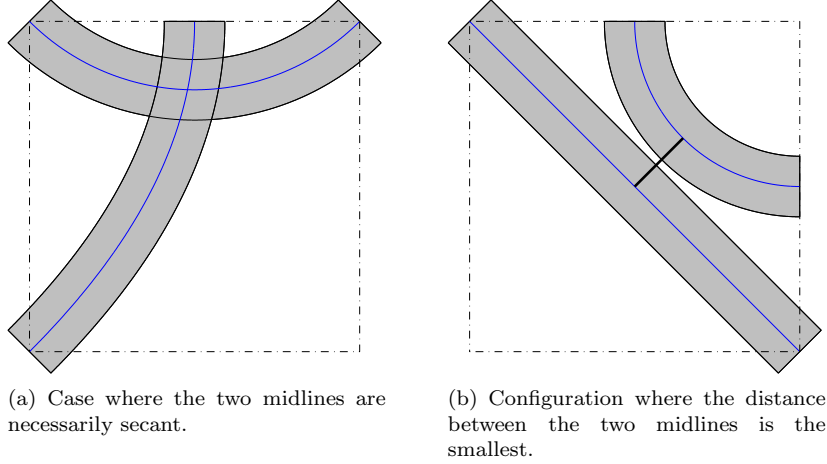 (a) Case where the two midlines are
necessarily secant.
(b) Configuration where the distance
between the two midlines is the
smallest.